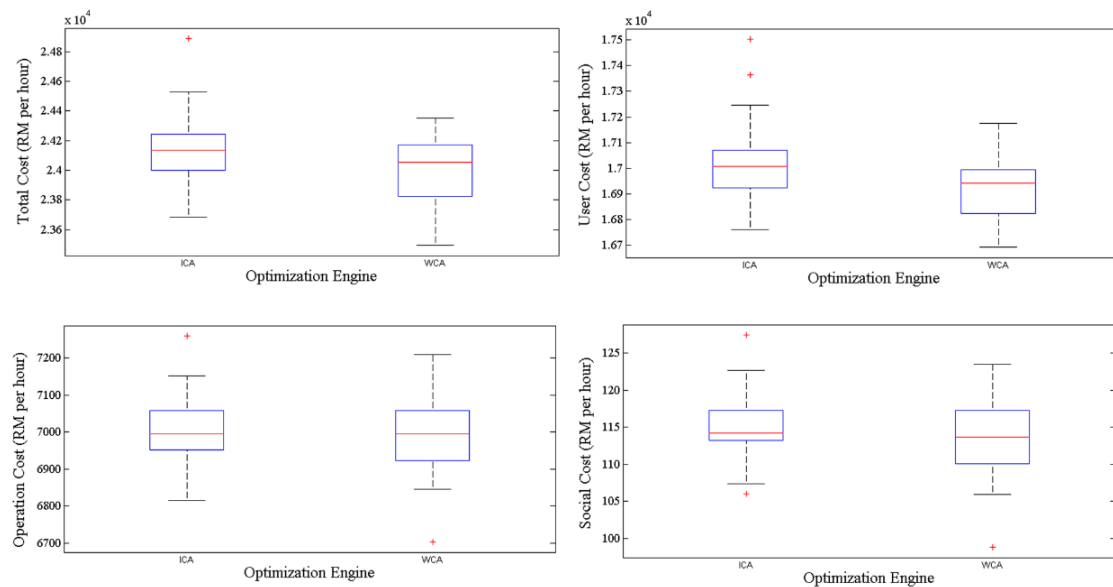 x 10⁴
Total Cost (RM per hour)
2.48
2.46
2.44
2.42
2.4
2.38
2.36
ICA
WCA
Optimization Engine
x 10⁴
User Cost (RM per hour)
1.75
1.74
1.73
1.72
1.71
1.7
1.69
1.68
1.67
ICA
WCA
Optimization Engine
Operation Cost (RM per hour)
7200
7100
7000
6900
6800
6700
ICA
WCA
Optimization Engine
Social Cost (RM per hour)
125
120
115
110
105
100
ICA
WCA
Optimization Engine